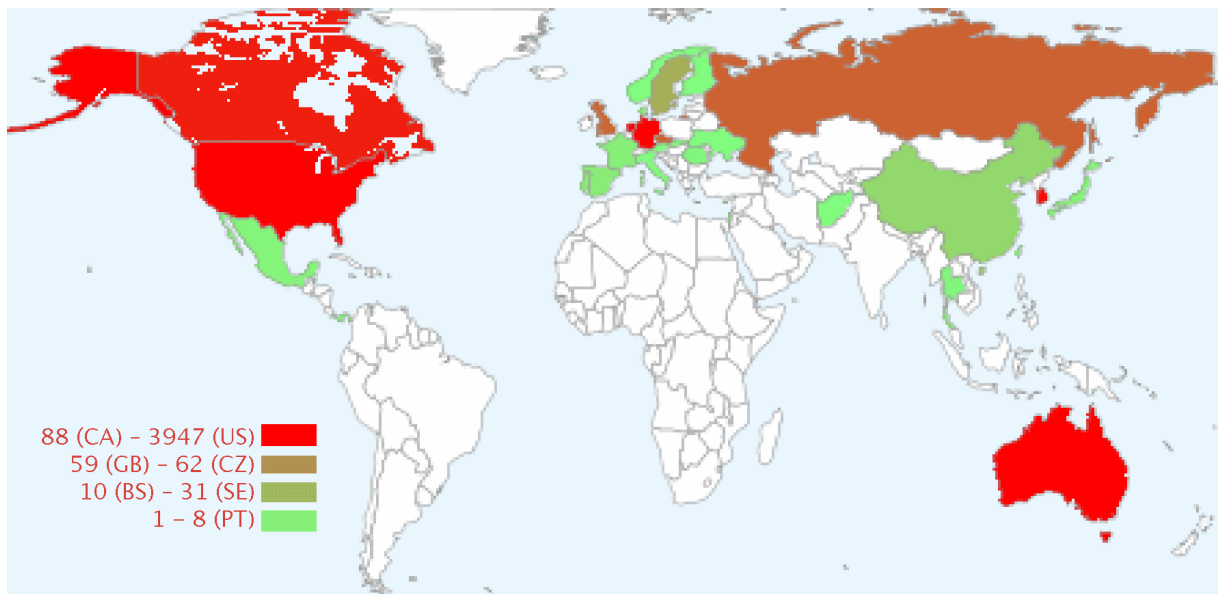 88 (CA) – 3947 (US)
59 (GB) – 62 (CZ)
10 (BS) – 31 (SE)
1 – 8 (PT)